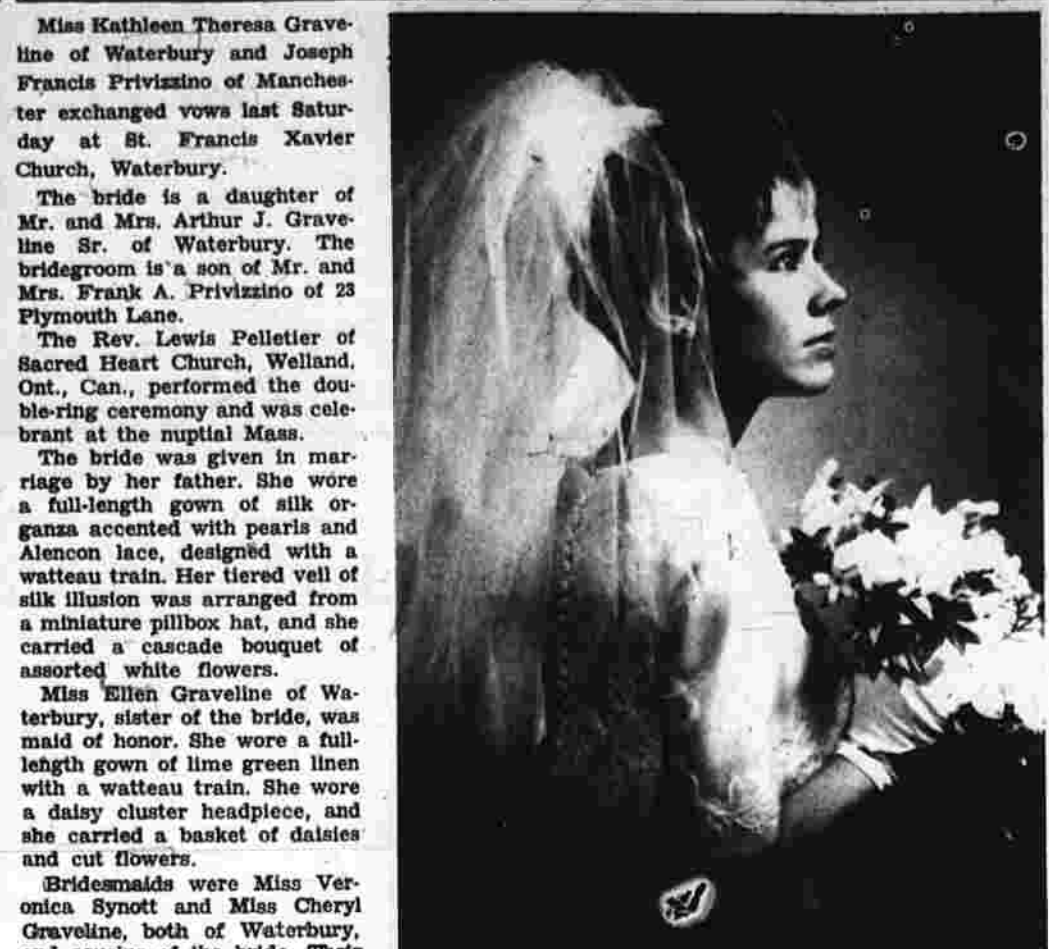 Miss Kathleen Theresa Grave-
line of Waterbury and Joseph
Francis Privizzino of Manches-
ter exchanged vows last Satur-
day at St. Francis Xavier
Church, Waterbury.
The bride is a daughter of
Mr. and Mrs. Arthur J. Grave-
line Sr. of Waterbury. The
bridegroom is a son of Mr. and
Mrs. Frank A. Privizzino of 23
Plymouth Lane.
The Rev. Lewis Pelletier of
Sacred Heart Church, Welland,
Ont., Can., performed the dou-
ble-ring ceremony and was cele-
brant at the nuptial Mass.
The bride was given in mar-
riage by her father. She wore
a full-length gown of silk or-
ganza accented with pearls and
Alencon lace, designed with a
watteau train. Her tiered veil of
silk illusion was arranged from
a miniature pillbox hat, and she
carried a cascade bouquet of
assorted white flowers.
Miss Ellen Graveline of Wa-
terbury, sister of the bride, was
maid of honor. She wore a full-
length gown of lime green linen
with a watteau train. She wore
a daisy cluster headpiece, and
she carried a basket of daisies
and cut flowers.
Bridesmaids were Miss Ver-
onica Synott and Miss Cheryl
Graveline, both of Waterbury,
of the bride. Their